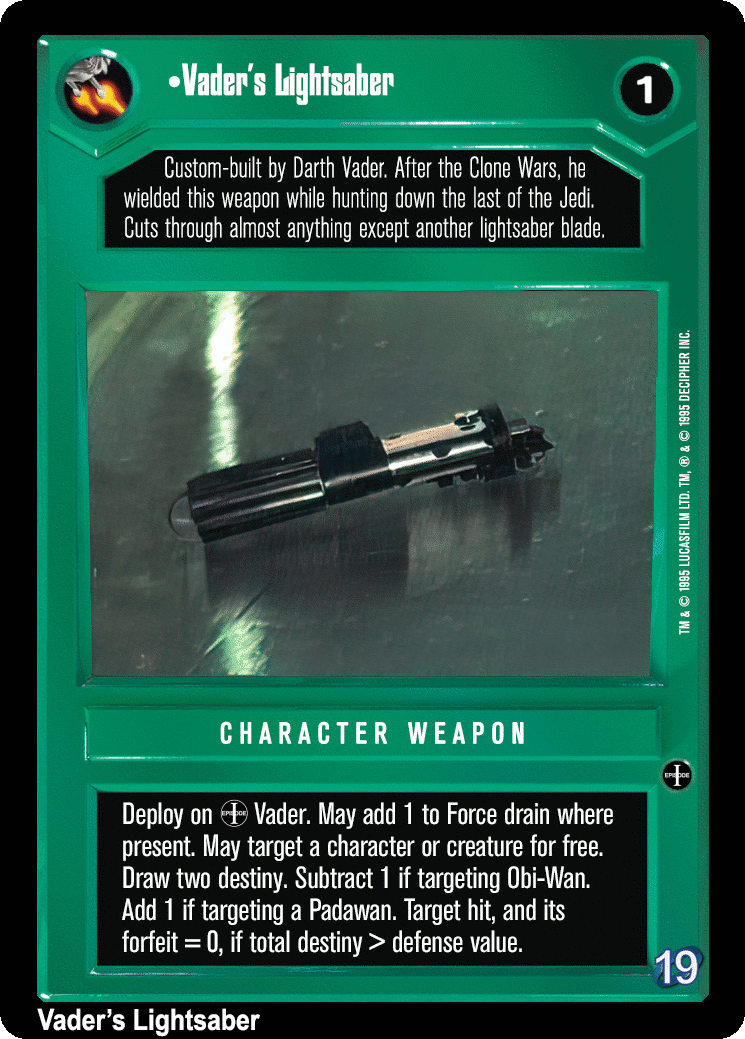 •Vader's Lightsaber
1
Custom-built by Darth Vader. After the Clone Wars, he
wielded this weapon while hunting down the last of the Jedi.
Cuts through almost anything except another lightsaber blade.
TM & © 1995 LUCASFILM LTD. TM, ® & © 1995 DECIPHER INC.
CHARACTER WEAPON
EPISODE I
Deploy on EPISODE I Vader. May add 1 to Force drain where
present. May target a character or creature for free.
Draw two destiny. Subtract 1 if targeting Obi-Wan.
Add 1 if targeting a Padawan. Target hit, and its
forfeit = 0, if total destiny > defense value.
19
Vader's Lightsaber